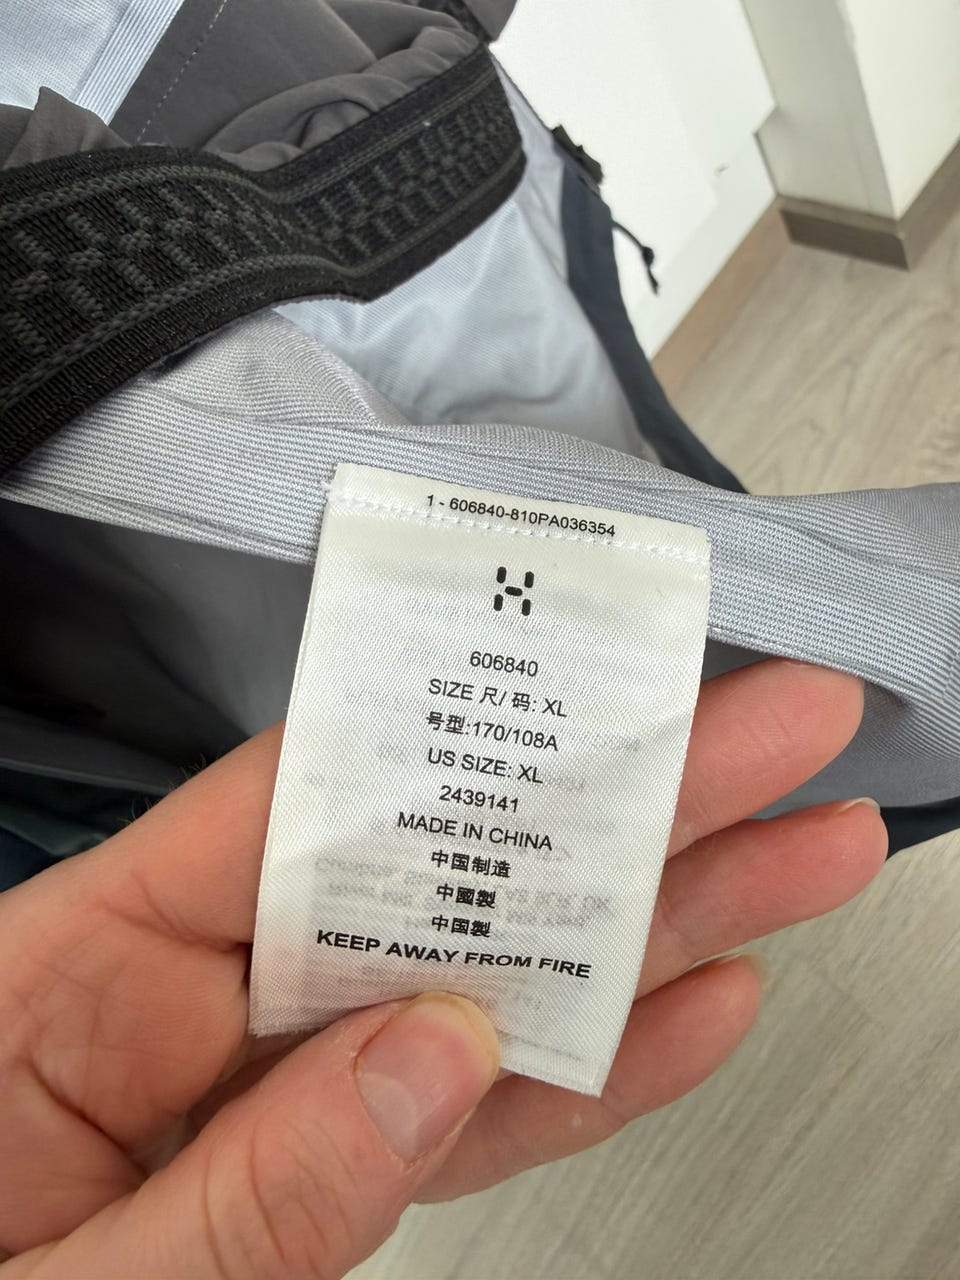 1 - 606840-810PA036354
606840
SIZE 尺/ 码: XL
号型:170/108A
US SIZE: XL
2439141
MADE IN CHINA
中国制造
中國製
中国製
KEEP AWAY FROM FIRE